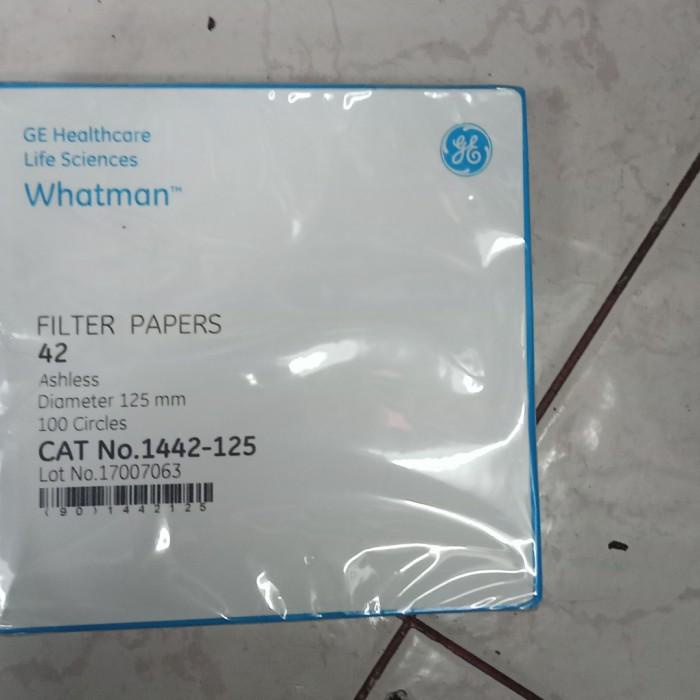 GE Healthcare
Life Sciences
Whatman™
GE
FILTER PAPERS
42
Ashless
Diameter 125 mm
100 Circles
CAT No.1442-125
Lot No.17007063
(90)1442125